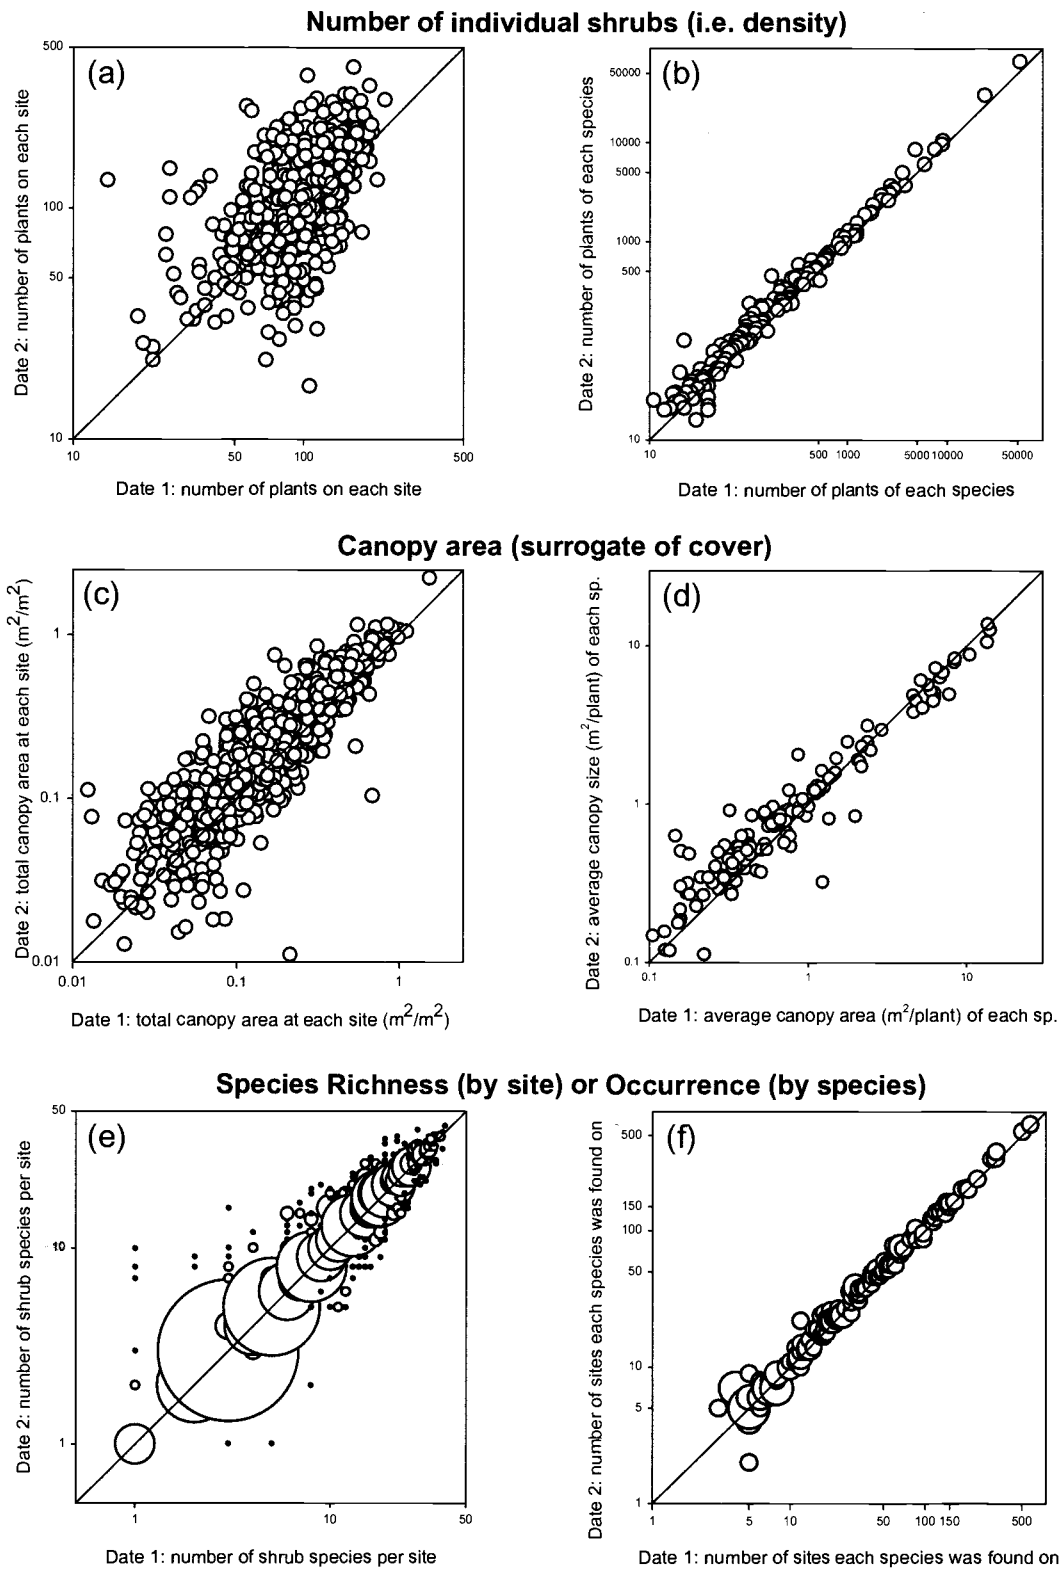 Number of individual shrubs (i.e. density)
(a)
Date 2: number of plants on each site
500
100
50
10
10
50
100
500
Date 1: number of plants on each site
(b)
Date 2: number of plants of each species
50000
10000
5000
1000
500
10
10
500
1000
5000
10000
50000
Date 1: number of plants of each species
Canopy area (surrogate of cover)
(c)
Date 2: total canopy area at each site (m²/m²)
1
0.1
0.01
0.01
0.1
1
Date 1: total canopy area at each site (m²/m²)
(d)
Date 2: average canopy size (m²/plant) of each sp.
10
1
0.1
0.1
1
10
Date 1: average canopy area (m²/plant) of each sp.
Species Richness (by site) or Occurrence (by species)
(e)
Date 2: number of shrub species per site
50
10
1
1
10
50
Date 1: number of shrub species per site
(f)
Date 2: number of sites each species was found on
500
150
100
50
10
5
1
1
5
10
50
100
150
500
Date 1: number of sites each species was found on